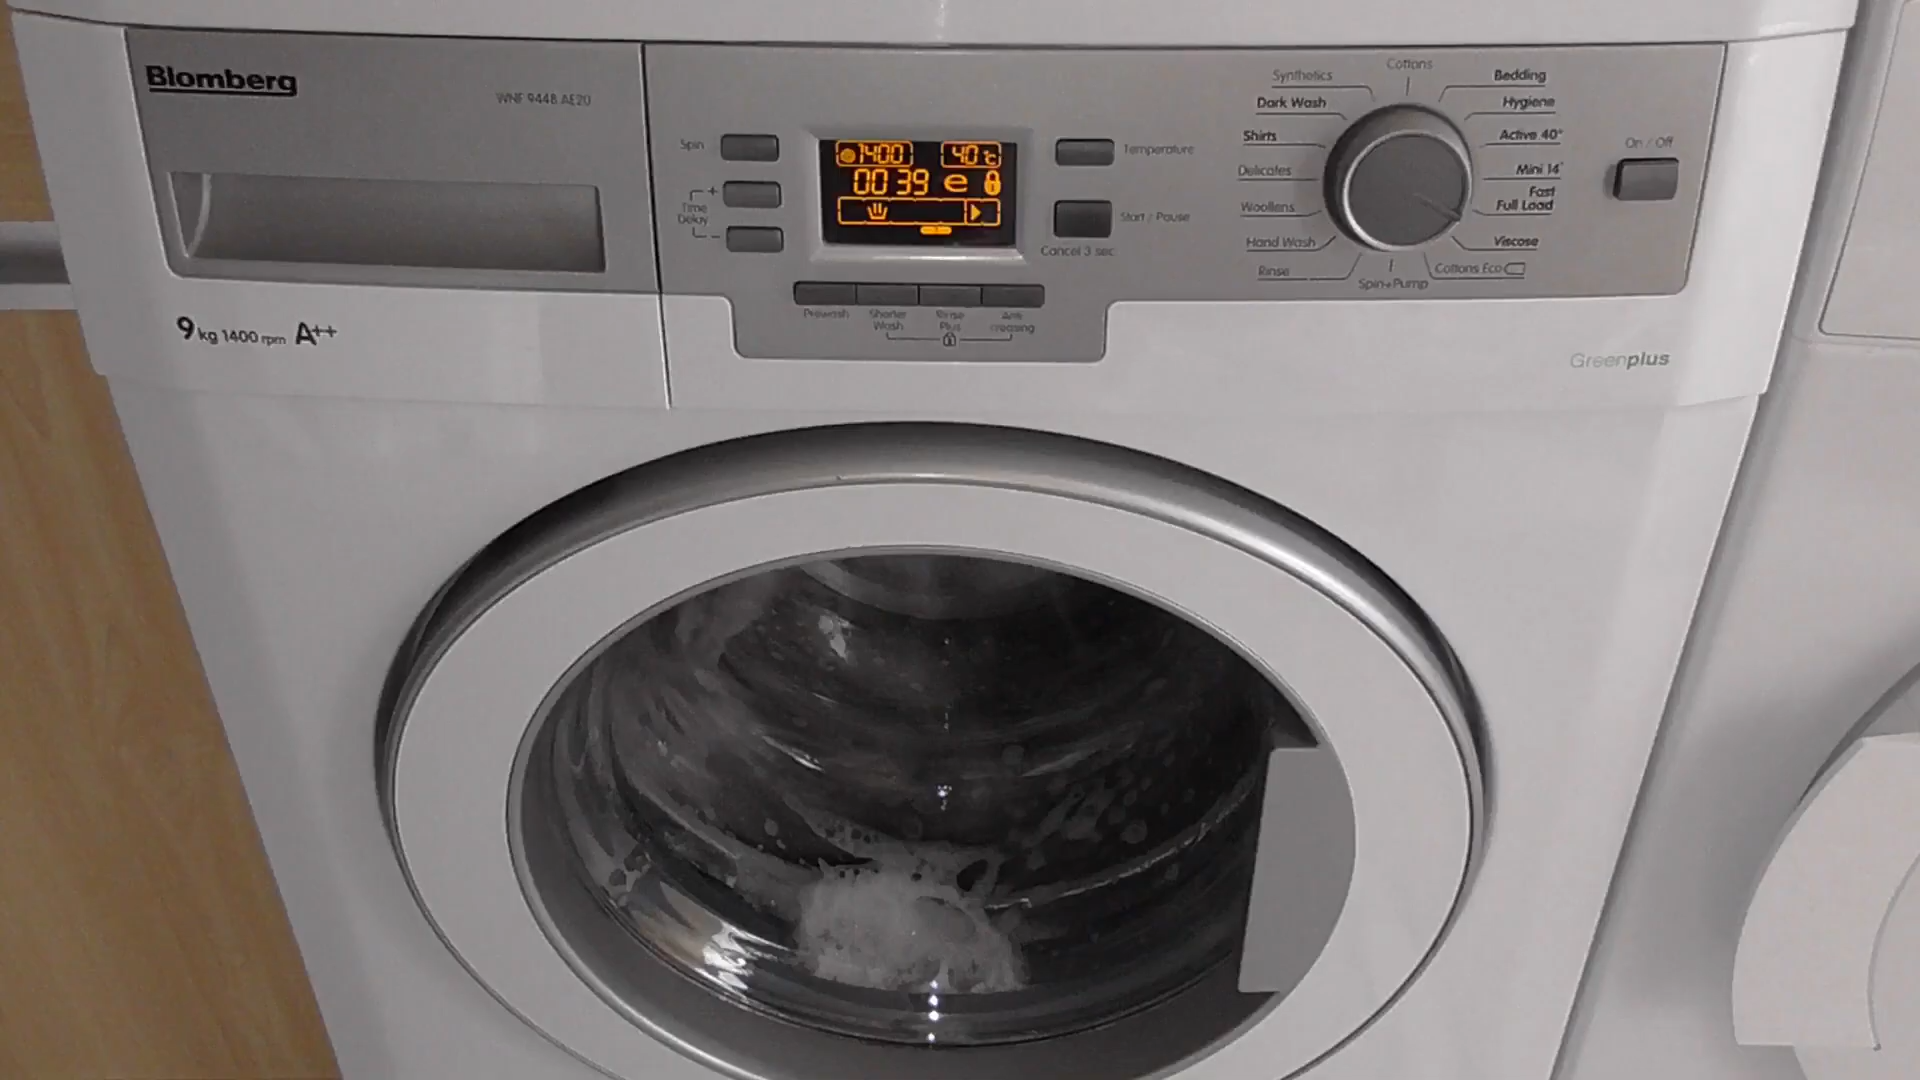 Blomberg
WNF 9448 AE20
9kg 1400 rpm A++
Spin
+
Time
Delay
-
1400
40°C
00 39 e
Temperature
Start / Pause
Cancel 3 sec
Prewash
Shorter
Wash
Rinse
Plus
Anti
creasing
Cottons
Synthetics
Dark Wash
Shirts
Delicates
Woollens
Hand Wash
Rinse
Spin+Pump
Bedding
Hygiene
Active 40°
Mini 14'
Fast
Full Load
Viscose
Cottons Eco
On / Off
Greenplus